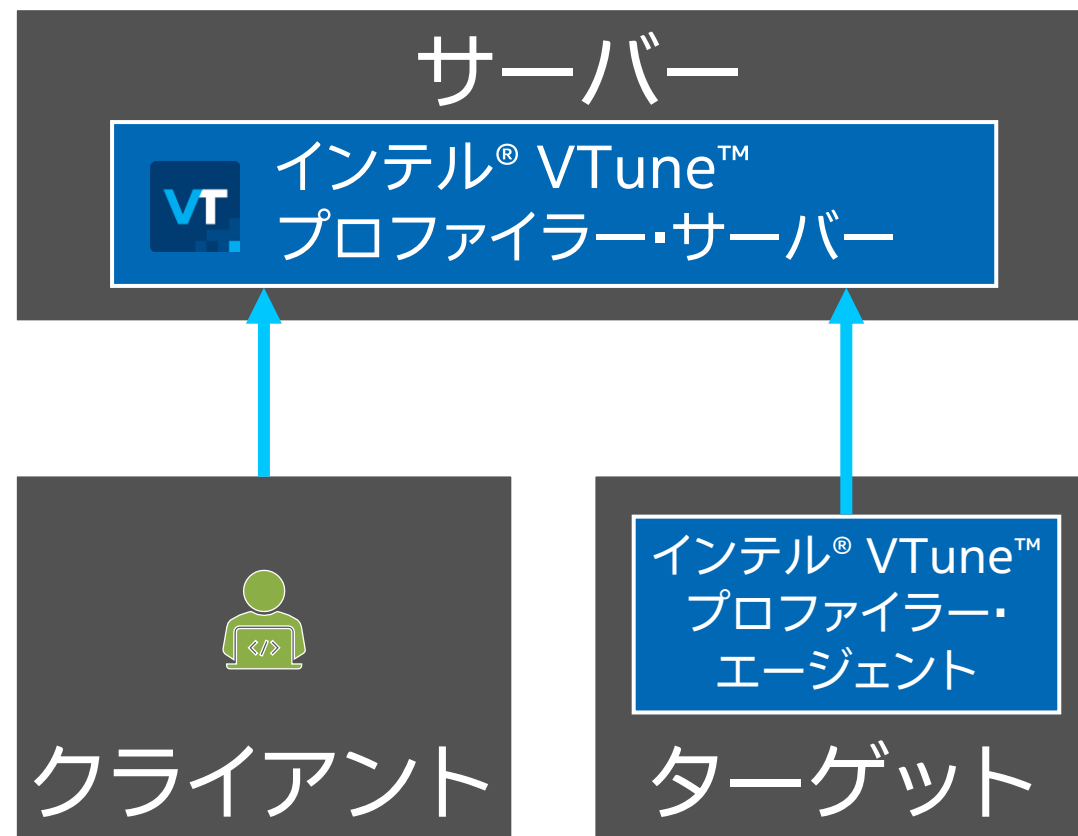 サーバー
VT
インテル® VTune™
プロファイラー・サーバー
</>
クライアント
インテル® VTune™
プロファイラー・
エージェント
ターゲット